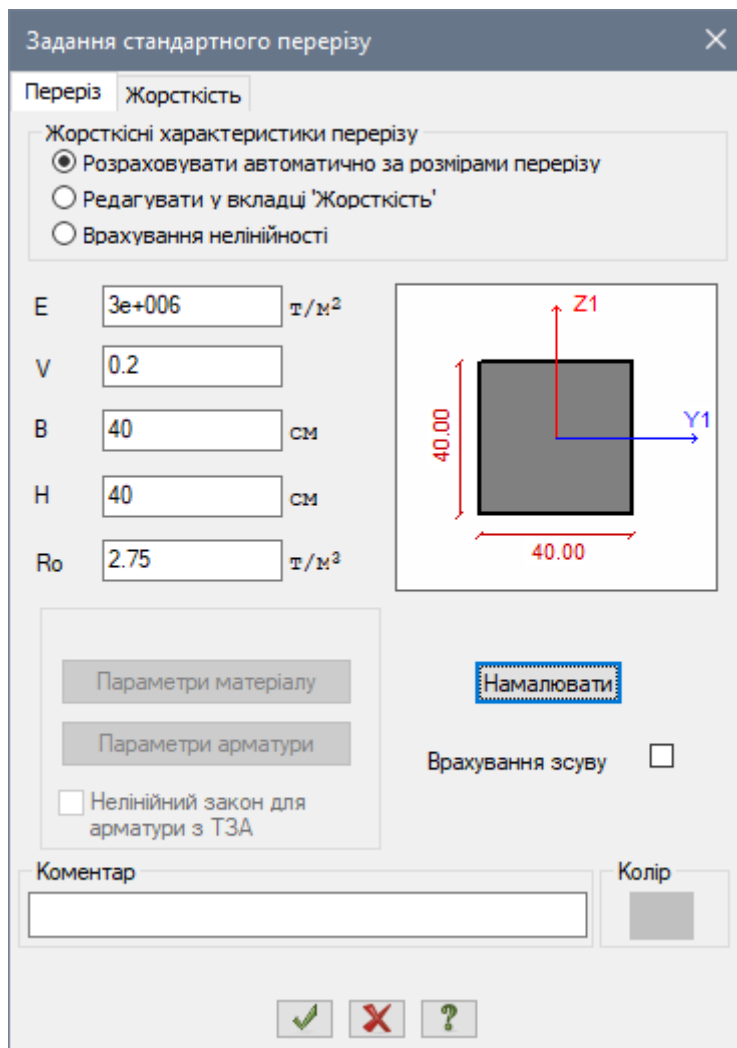 Задання стандартного перерізу
Переріз Жорсткість
Жорсткісні характеристики перерізу
Розраховувати автоматично за розмірами перерізу
Редагувати у вкладці 'Жорсткість'
Врахування нелінійності
E 3e+006 т/м²
V 0.2
B 40 см
H 40 см
Ro 2.75 т/м³
Z1
Y1
40.00
40.00
Параметри матеріалу
Параметри арматури
Нелінійний закон для
арматури з ТЗА
Намалювати
Врахування зсуву
Коментар
Колір
?